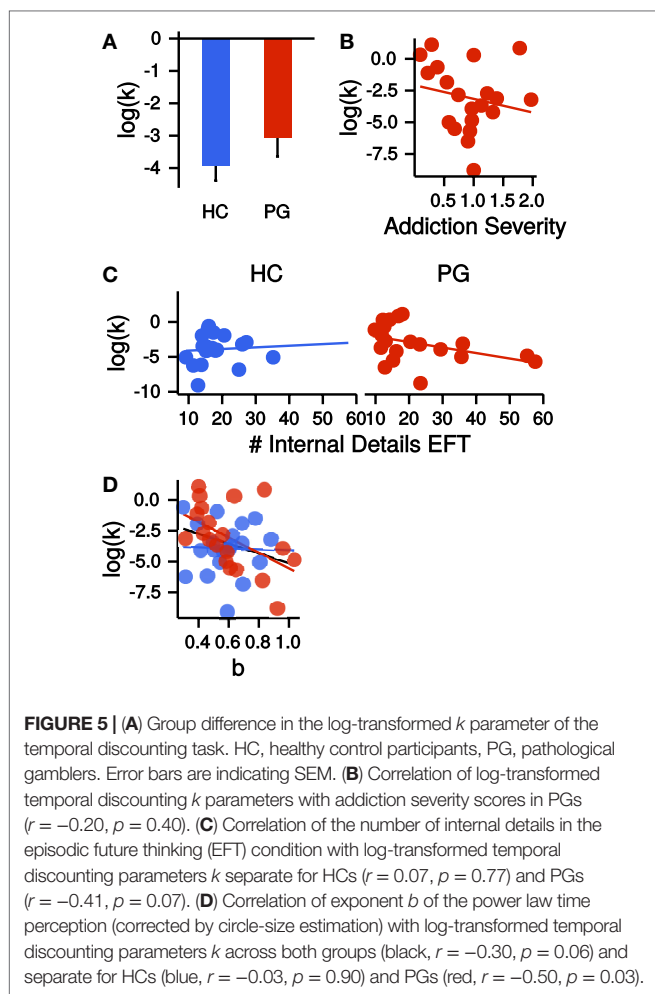 A
B
0
-1
-2
-3
-4
log(k)
HC
PG
0.0
-2.5
-5.0
-7.5
log(k)
0.5 1.0 1.5 2.0
Addiction Severity
C
HC
PG
0
-5
-10
log(k)
10 20 30 40 50 60 10 20 30 40 50 60
# Internal Details EFT
D
0.0
-2.5
-5.0
-7.5
log(k)
0.4 0.6 0.8 1.0
b
FIGURE 5 | (A) Group difference in the log-transformed k parameter of the
temporal discounting task. HC, healthy control participants, PG, pathological
gamblers. Error bars are indicating SEM. (B) Correlation of log-transformed
temporal discounting k parameters with addiction severity scores in PGs
(r = −0.20, p = 0.40). (C) Correlation of the number of internal details in the
episodic future thinking (EFT) condition with log-transformed temporal
discounting parameters k separate for HCs (r = 0.07, p = 0.77) and PGs
(r = −0.41, p = 0.07). (D) Correlation of exponent b of the power law time
perception (corrected by circle-size estimation) with log-transformed temporal
discounting parameters k across both groups (black, r = −0.30, p = 0.06) and
separate for HCs (blue, r = −0.03, p = 0.90) and PGs (red, r = −0.50, p = 0.03).